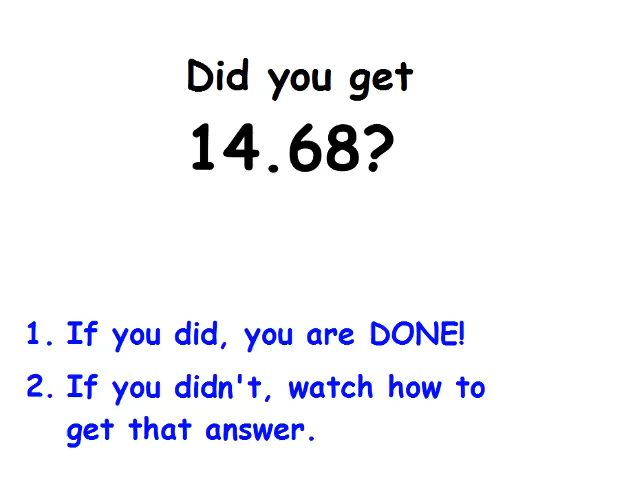 Did you get
14.68?
1. If you did, you are DONE!
2. If you didn't, watch how to
get that answer.